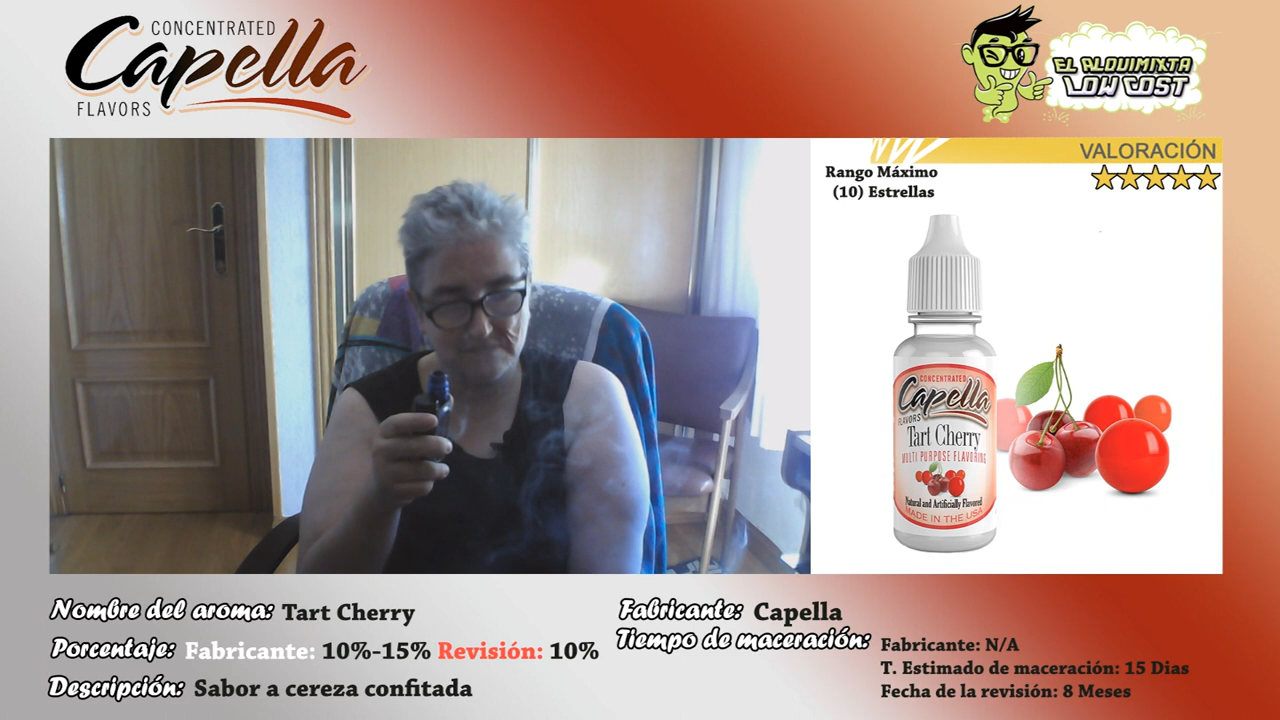 CONCENTRATED
Capella
FLAVORS
EL ALQUIMIXTA
LOW COST
VALORACIÓN
Rango Máximo
(10) Estrellas
CONCENTRATED
Capella
FLAVORS
Tart Cherry
MULTI PURPOSE FLAVORING
Natural and Artificially Flavored
MADE IN THE USA
Nombre del aroma: Tart Cherry
Porcentaje: Fabricante: 10%-15% Revisión: 10%
Descripción: Sabor a cereza confitada
Fabricante: Capella
Tiempo de maceración: Fabricante: N/A
T. Estimado de maceración: 15 Dias
Fecha de la revisión: 8 Meses